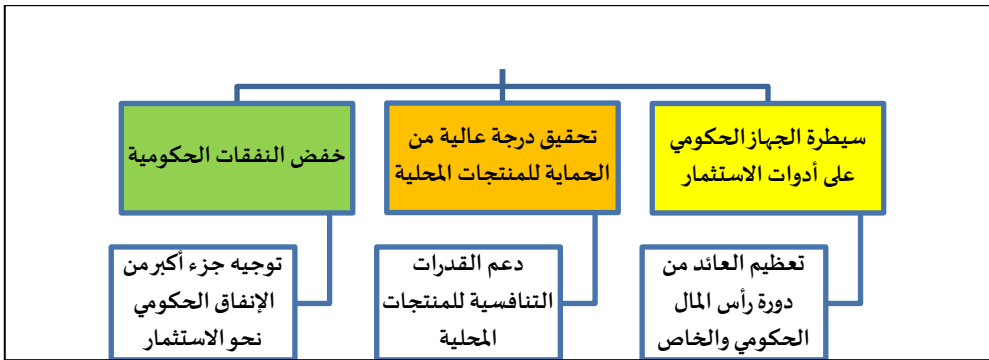 سيطرة الجهاز الحكومي
على أدوات الاستثمار
تحقيق درجة عالية من
الحماية للمنتجات المحلية
خفض النفقات الحكومية
تعظيم العائد من
دورة رأس المال
الحكومي والخاص
دعم القدرات
التنافسية للمنتجات
المحلية
توجيه جزء أكبر من
الإنفاق الحكومي
نحو الاستثمار